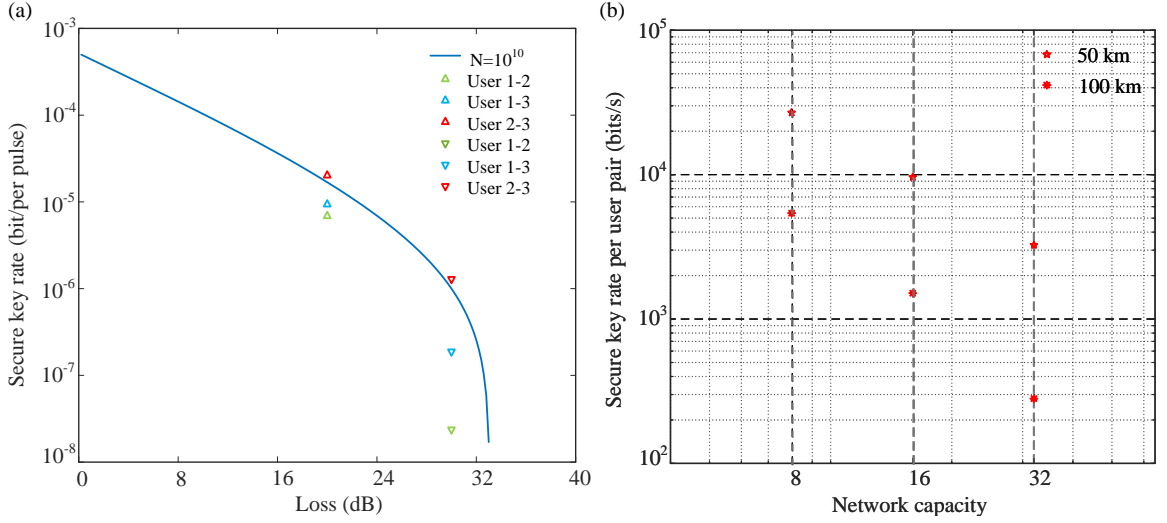 (a)
Secure key rate (bit/per pulse)
10^-3
10^-4
10^-5
10^-6
10^-7
10^-8
N=10^10
User 1-2
User 1-3
User 2-3
User 1-2
User 1-3
User 2-3
0 8 16 24 32 40
Loss (dB)
(b)
Secure key rate per user pair (bits/s)
10^5
10^4
10^3
10^2
50 km
100 km
8 16 32
Network capacity